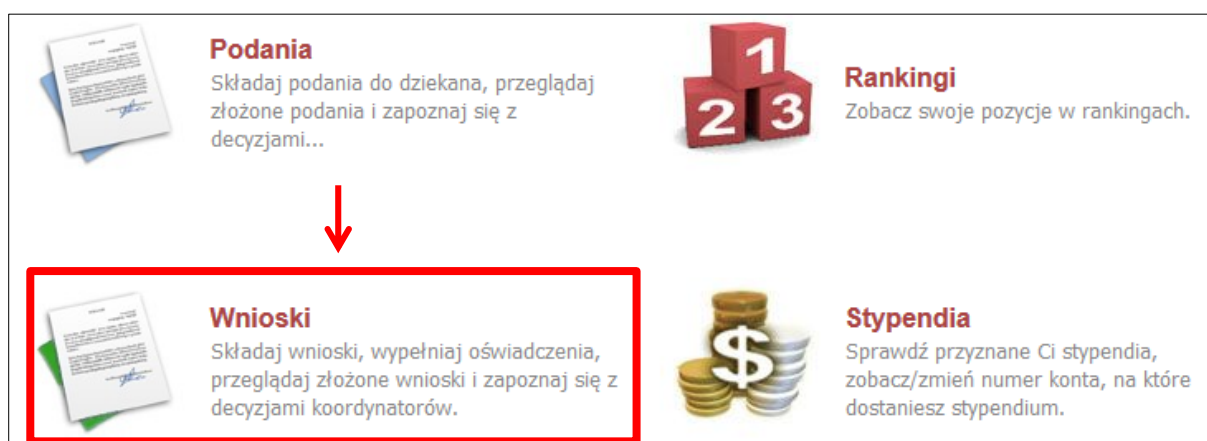 Podania
Składaj podania do dziekana, przeglądaj
złożone podania i zapoznaj się z
decyzjami...
1
2 3
Rankingi
Zobacz swoje pozycje w rankingach.
Wnioski
Składaj wnioski, wypełniaj oświadczenia,
przeglądaj złożone wnioski i zapoznaj się z
decyzjami koordynatorów.
$
Stypendia
Sprawdź przyznane Ci stypendia,
zobacz/zmień numer konta, na które
dostaniesz stypendium.